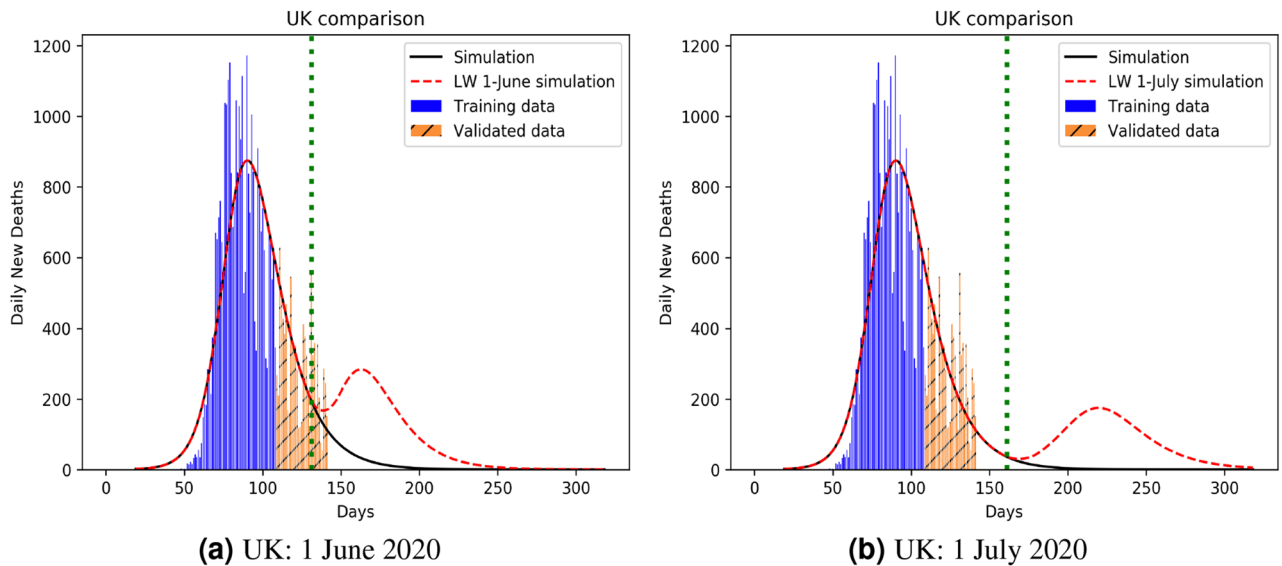 UK comparison
Daily New Deaths
1200
1000
800
600
400
200
0
Simulation
LW 1-June simulation
Training data
Validated data
0 50 100 150 200 250 300
Days
(a) UK: 1 June 2020
UK comparison
Daily New Deaths
1200
1000
800
600
400
200
0
Simulation
LW 1-July simulation
Training data
Validated data
0 50 100 150 200 250 300
Days
(b) UK: 1 July 2020